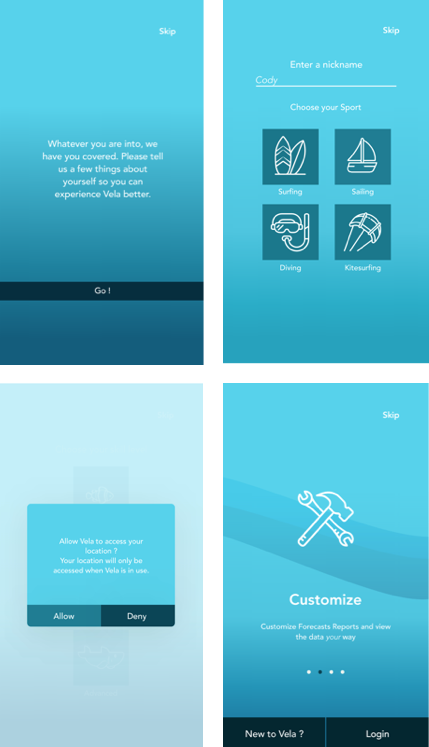 Skip
Whatever you are into, we
have you covered. Please tell
us a few things about
yourself so you can
experience Vela better.
Go !
Skip
Enter a nickname
Cody
Choose your Sport
Surfing
Sailing
Diving
Kitesurfing
Allow Vela to access your
location ?
Your location will only be
accessed when Vela is in use.
Allow
Deny
Skip
Customize
Customize Forecasts Reports and view
the data your way
New to Vela ?
Login